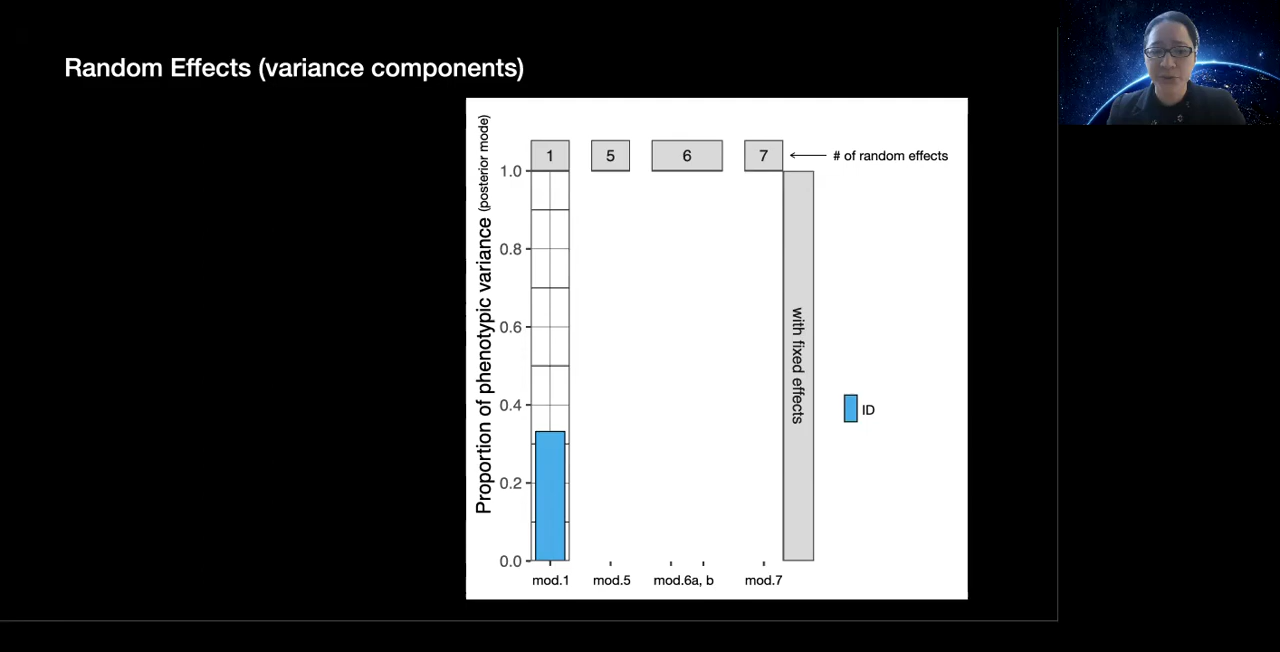 Random Effects (variance components)
Proportion of phenotypic variance (posterior mode)
1 5 6 7 # of random effects
1.0
0.8
0.6
0.4
0.2
0.0
with fixed effects
ID
mod.1 mod.5 mod.6a, b mod.7